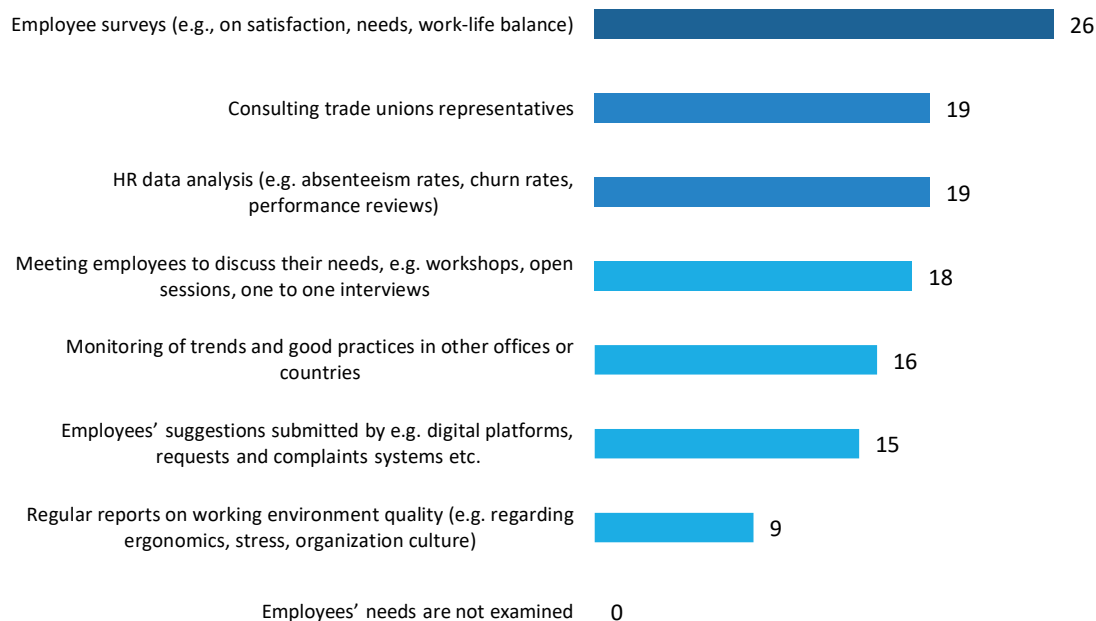 Employee surveys (e.g., on satisfaction, needs, work-life balance) 26
Consulting trade unions representatives 19
HR data analysis (e.g. absenteeism rates, churn rates,
performance reviews) 19
Meeting employees to discuss their needs, e.g. workshops, open
sessions, one to one interviews 18
Monitoring of trends and good practices in other offices or
countries 16
Employees’ suggestions submitted by e.g. digital platforms,
requests and complaints systems etc. 15
Regular reports on working environment quality (e.g. regarding
ergonomics, stress, organization culture) 9
Employees’ needs are not examined 0